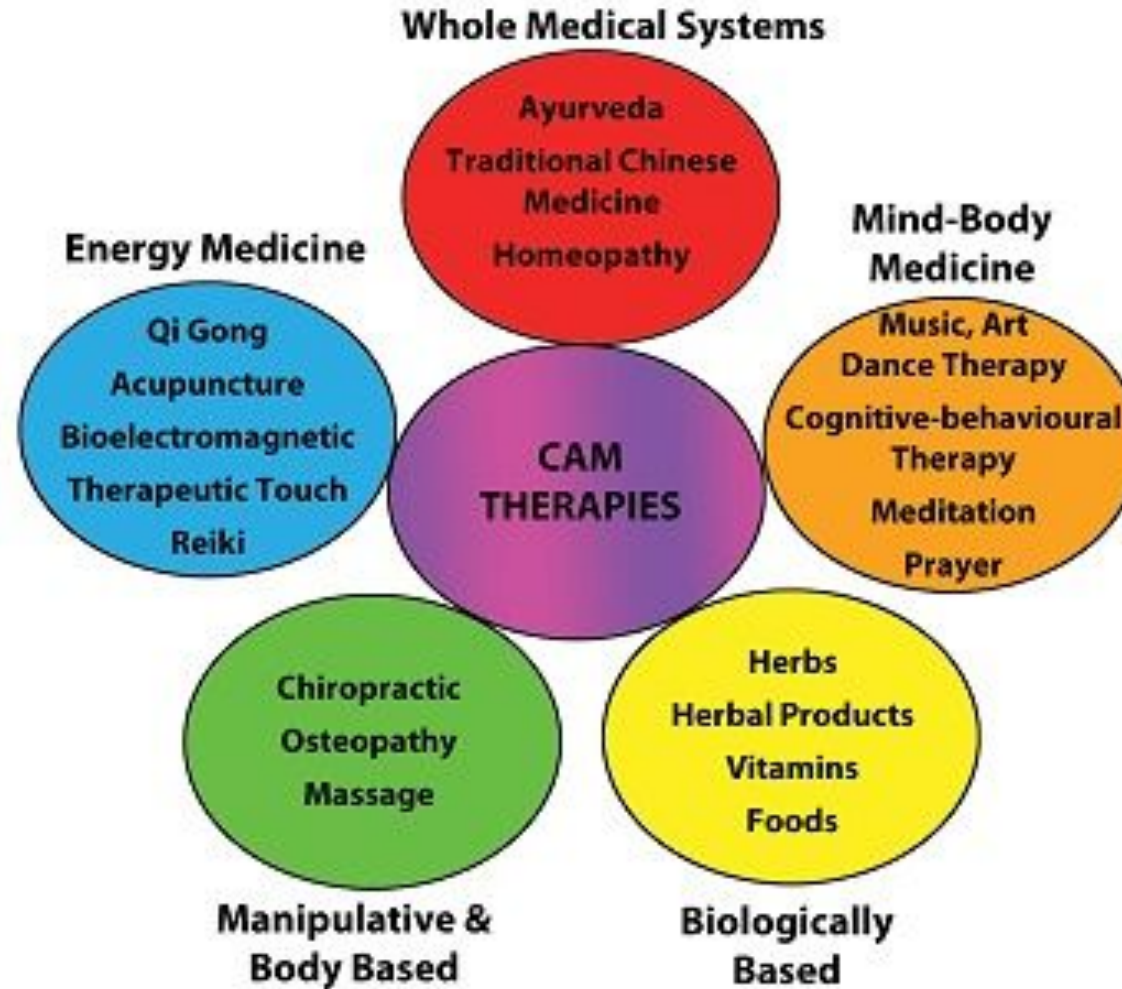 Whole Medical Systems
Ayurveda
Traditional Chinese
Medicine
Homeopathy
Energy Medicine
Qi Gong
Acupuncture
Bioelectromagnetic
Therapeutic Touch
Reiki
Mind-Body
Medicine
Music, Art
Dance Therapy
Cognitive-behavioural
Therapy
Meditation
Prayer
CAM
THERAPIES
Chiropractic
Osteopathy
Massage
Manipulative &
Body Based
Herbs
Herbal Products
Vitamins
Foods
Biologically
Based